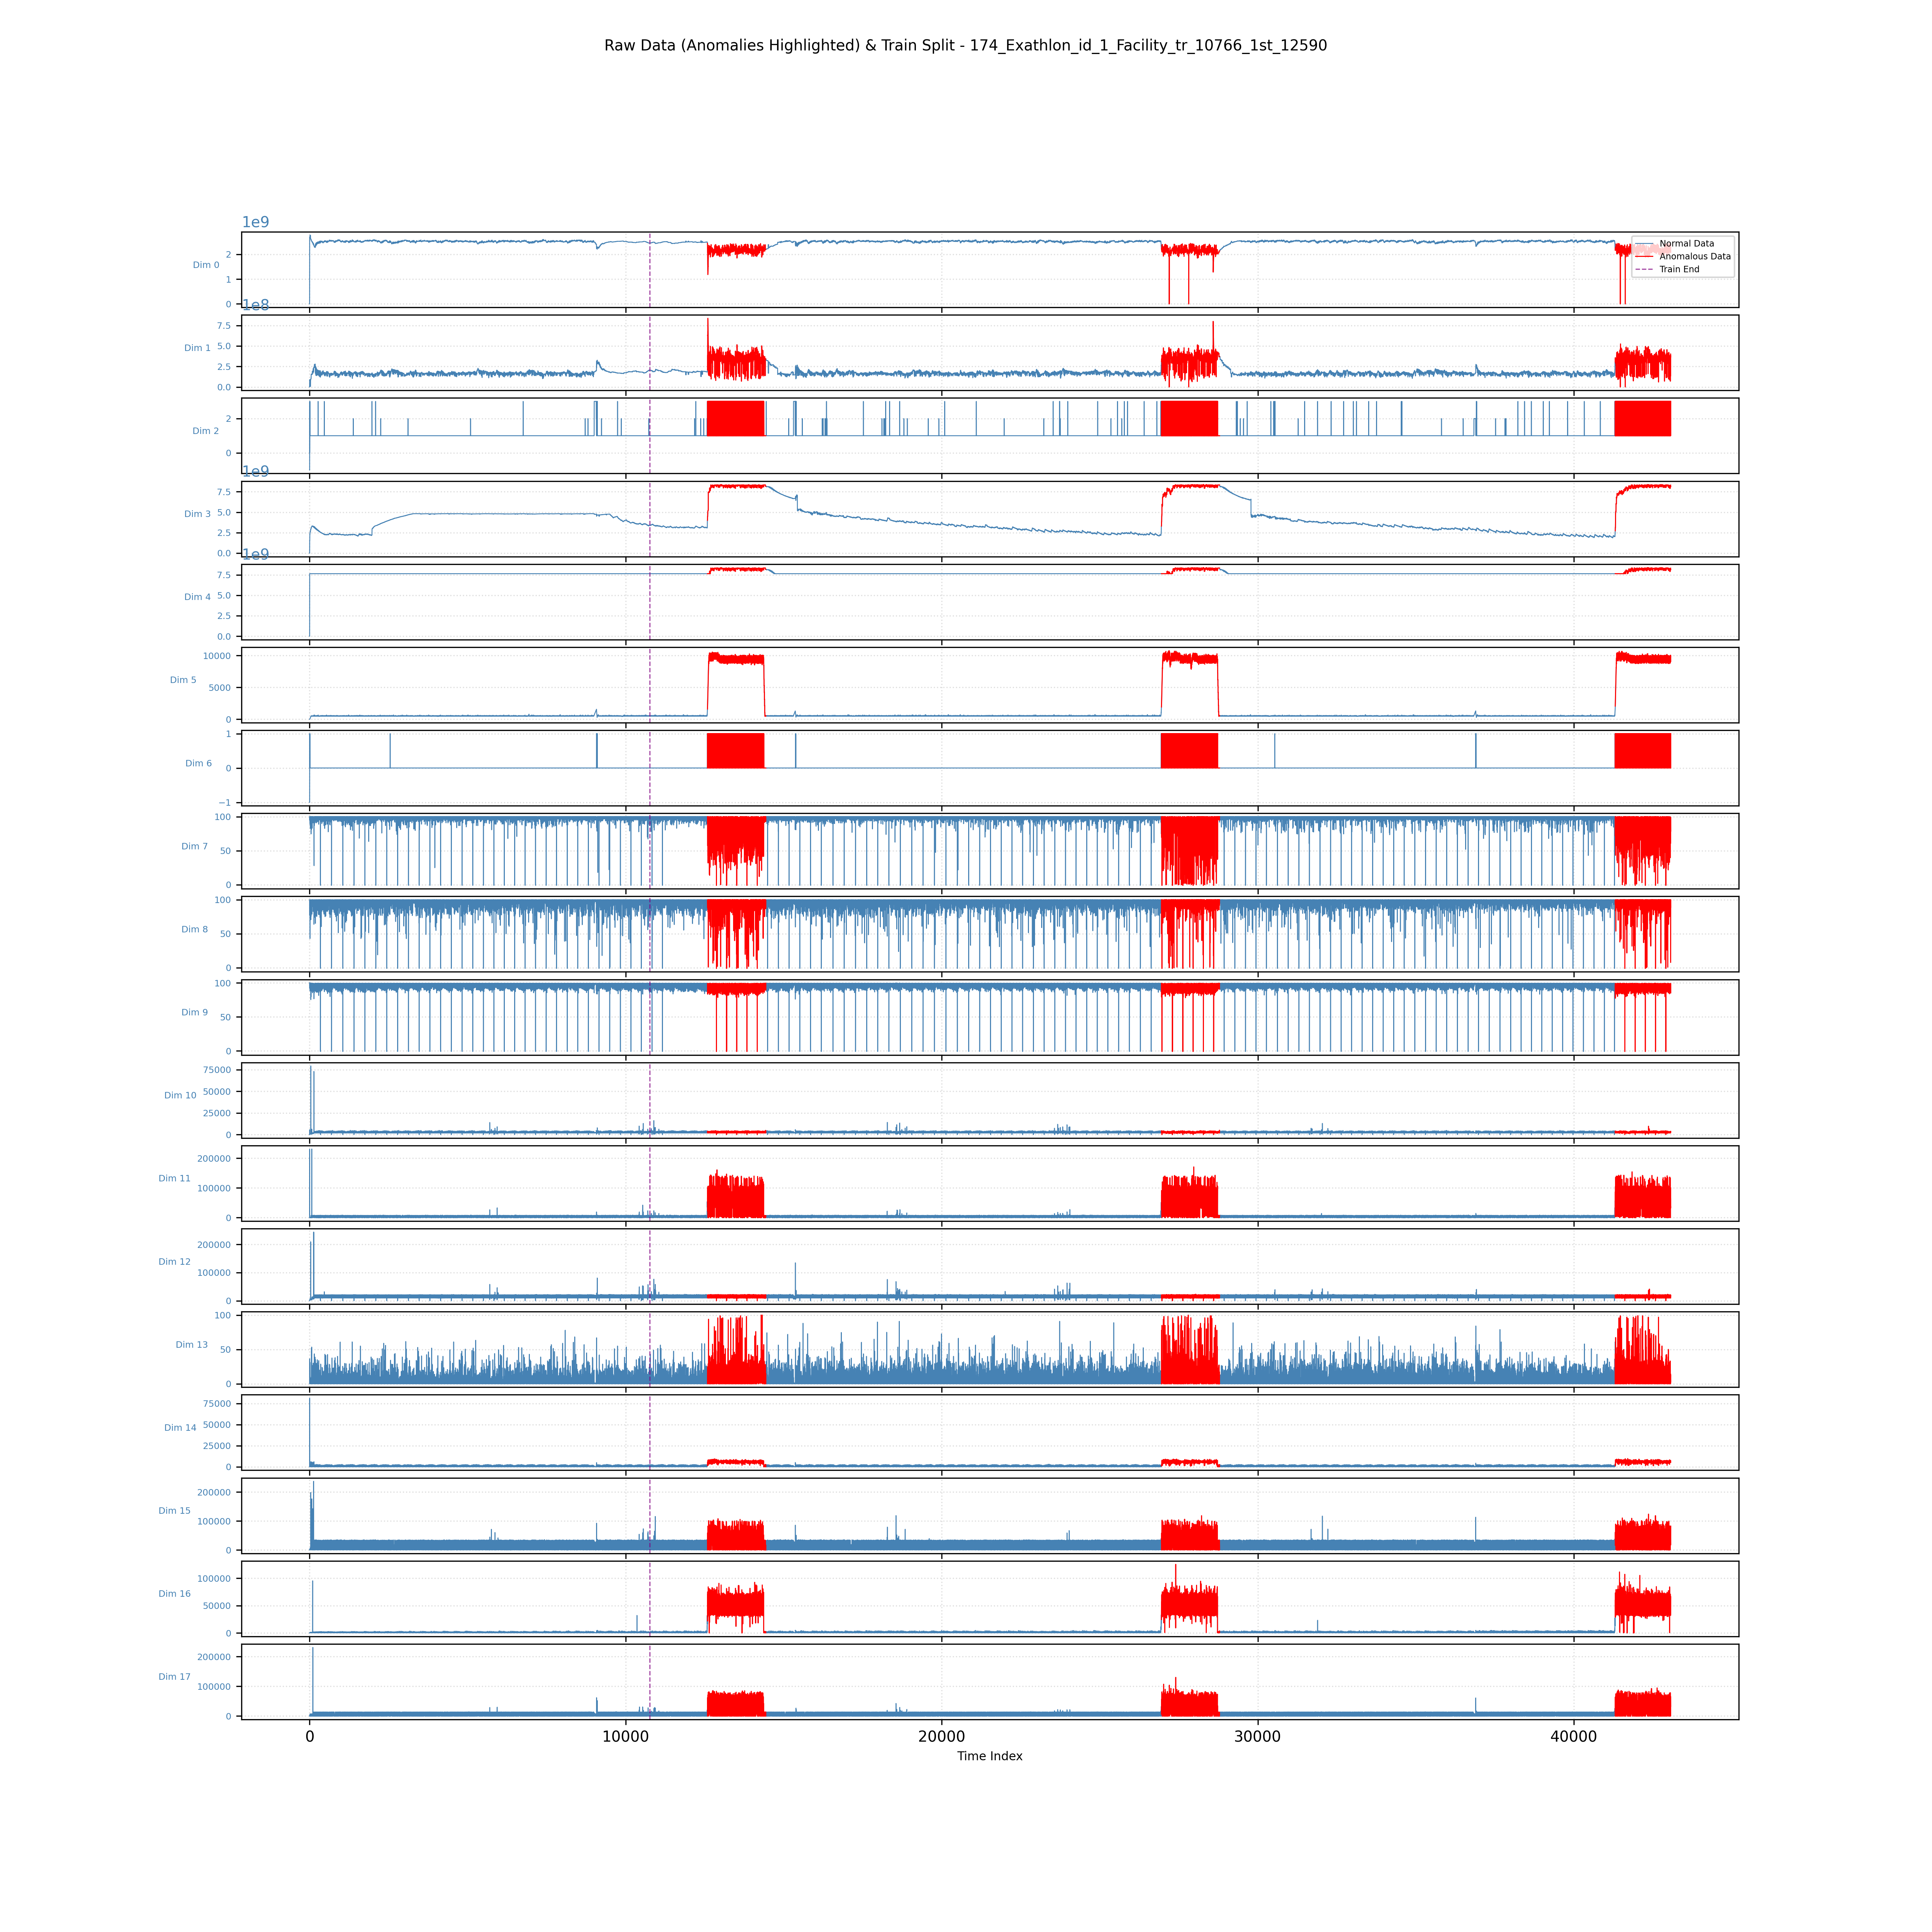 Raw Data (Anomalies Highlighted) & Train Split - 174_Exathlon_id_1_Facility_tr_10766_1st_12590
1e9
Dim 0
2
1
0
Normal Data
Anomalous Data
Train End
1e8
Dim 1
7.5
5.0
2.5
0.0
Dim 2
2
0
1e9
Dim 3
7.5
5.0
2.5
0.0
1e9
Dim 4
7.5
5.0
2.5
0.0
Dim 5
10000
5000
0
Dim 6
1
0
−1
Dim 7
100
50
0
Dim 8
100
50
0
Dim 9
100
50
0
Dim 10
75000
50000
25000
0
Dim 11
200000
100000
0
Dim 12
200000
100000
0
Dim 13
100
50
0
Dim 14
75000
50000
25000
0
Dim 15
200000
100000
0
Dim 16
100000
50000
0
Dim 17
200000
100000
0
0 10000 20000 30000 40000
Time Index